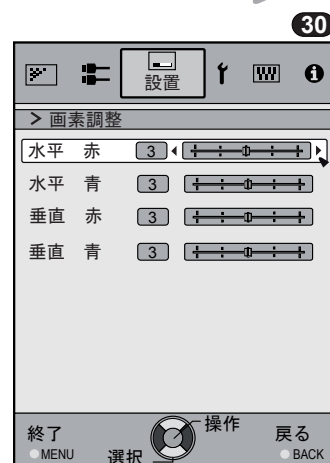 30
設置
> 画素調整
水平 赤 3
水平 青 3
垂直 赤 3
垂直 青 3
操作
終了 戻る
MENU 選択 BACK